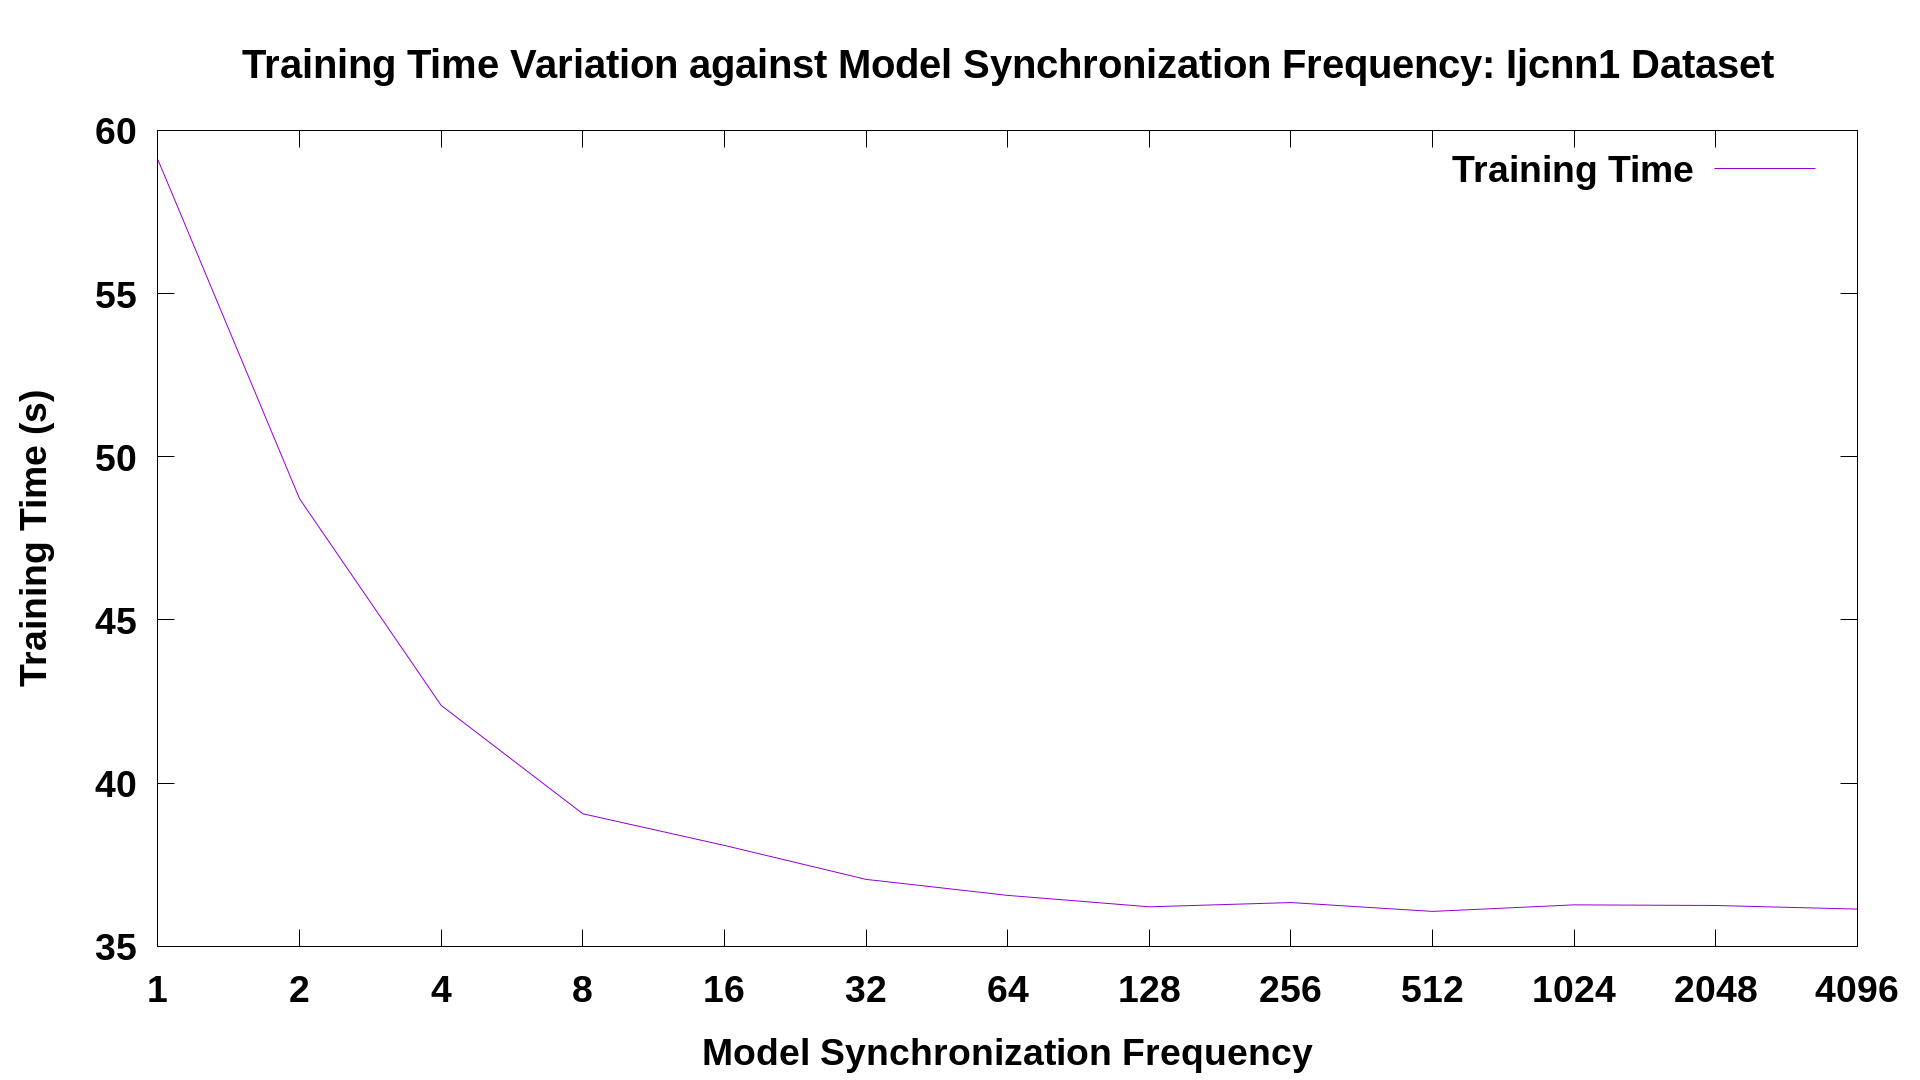 Training Time Variation against Model Synchronization Frequency: Ijcnn1 Dataset
Training Time
Training Time (s)
60
55
50
45
40
35
1 2 4 8 16 32 64 128 256 512 1024 2048 4096
Model Synchronization Frequency